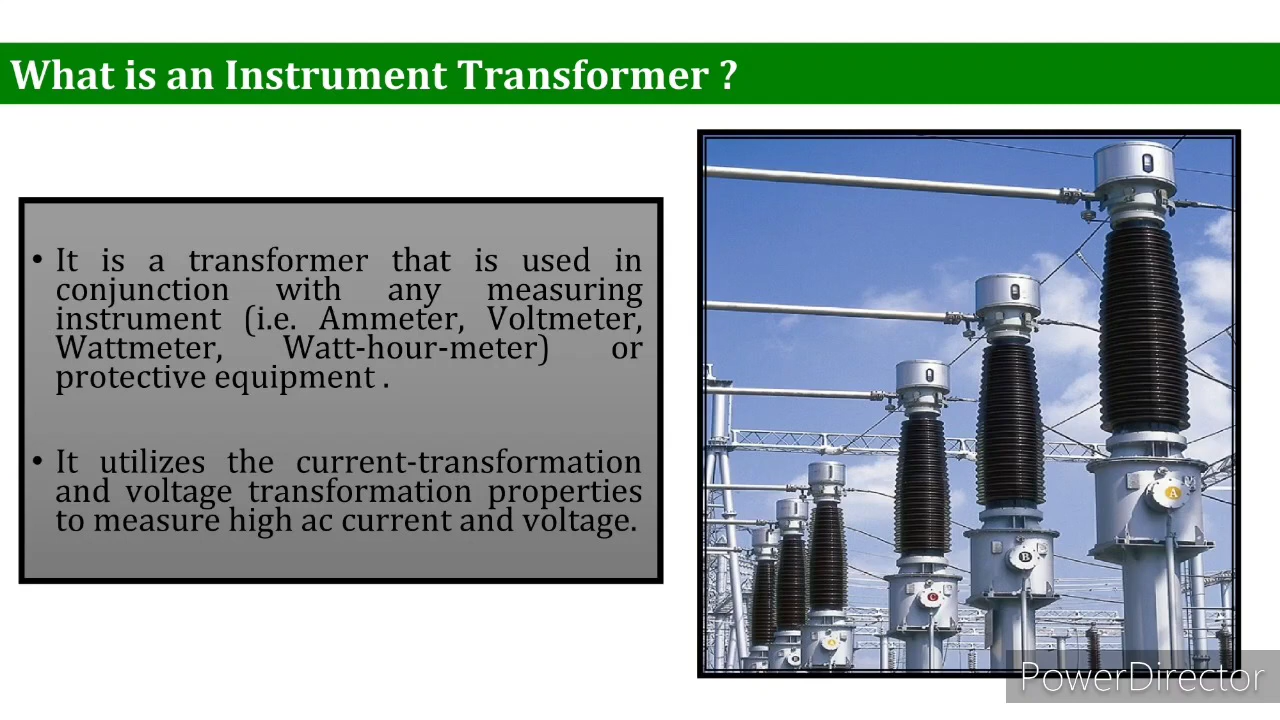 What is an Instrument Transformer ?
• It is a transformer that is used in
conjunction with any measuring
instrument (i.e. Ammeter, Voltmeter,
Wattmeter, Watt-hour-meter) or
protective equipment .
• It utilizes the current-transformation
and voltage transformation properties
to measure high ac current and voltage.
A
B
C
A
C
PowerDirector